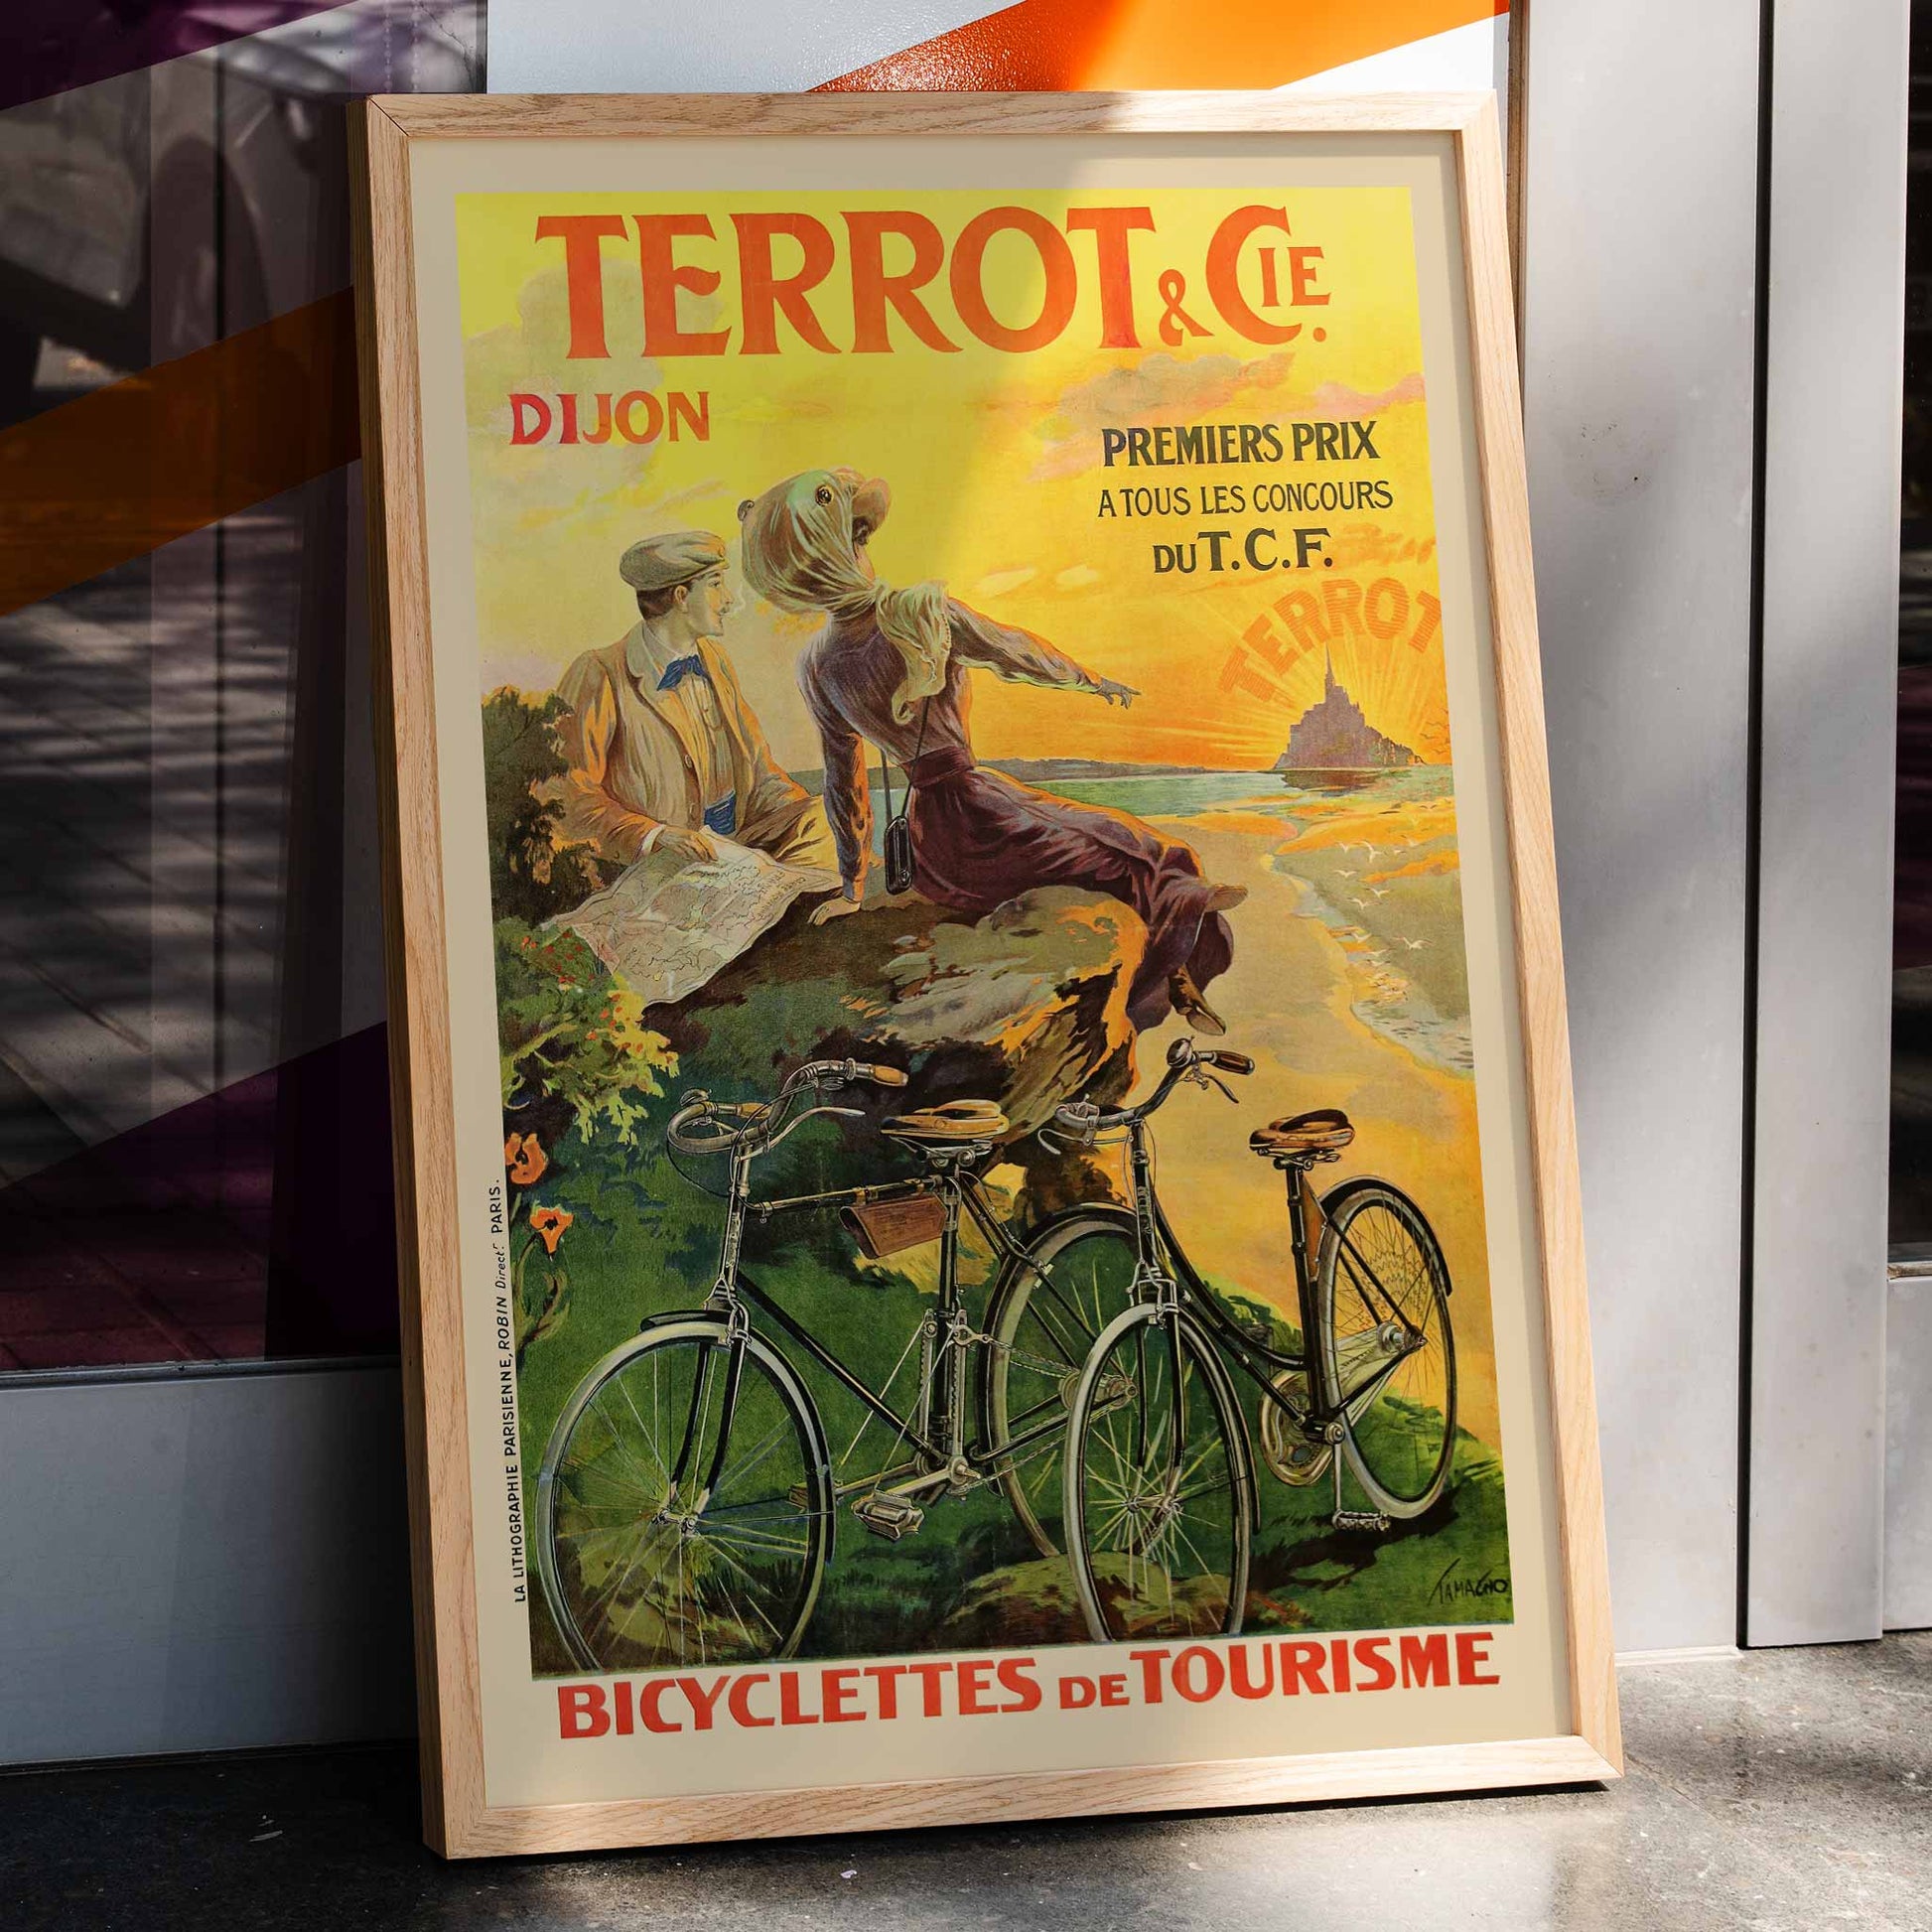 TERROT & CIE.
DIJON
PREMIERS PRIX
A TOUS LES CONCOURS
DU T.C.F.
TERROT
LA LITHOGRAPHIE PARISIENNE, ROBIN Direct.r PARIS.
TAMAGNO
BICYCLETTES DE TOURISME